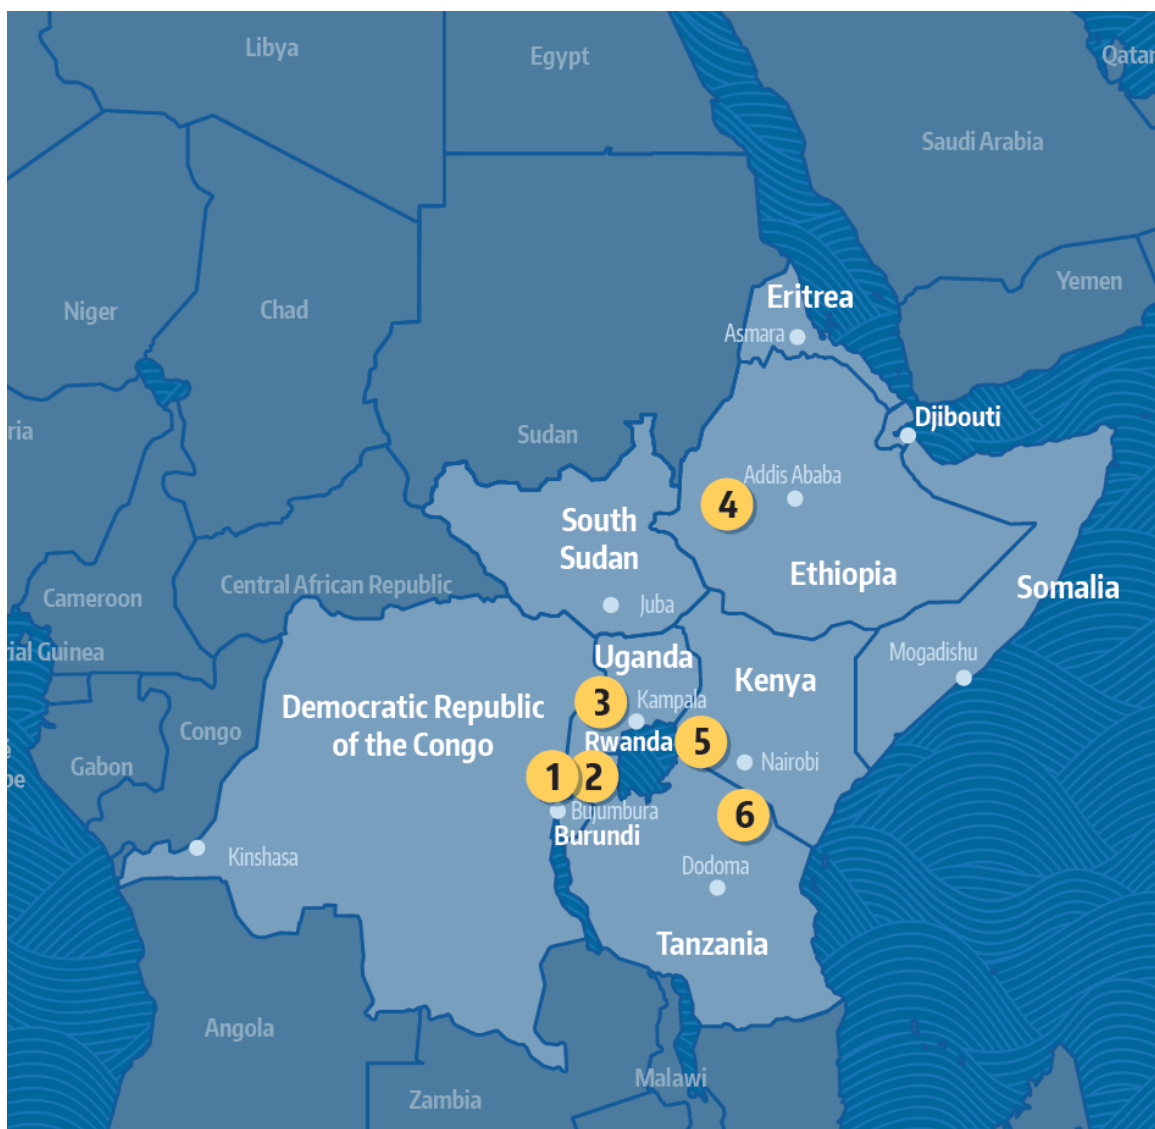 Libya
Egypt
Qatar
Saudi Arabia
Niger
Chad
Eritrea
Yemen
Asmara
ria
Sudan
Djibouti
Addis Ababa
4
South
Sudan
Ethiopia
Somalia
Central African Republic
Cameroon
Juba
rial Guinea
Uganda
Mogadishu
Kenya
Democratic Republic
of the Congo
3
Kampala
Congo
Rwanda
5
Gabon
be
1
2
Nairobi
Bujumbura
6
Burundi
Kinshasa
Dodoma
Tanzania
Angola
Malawi
Zambia